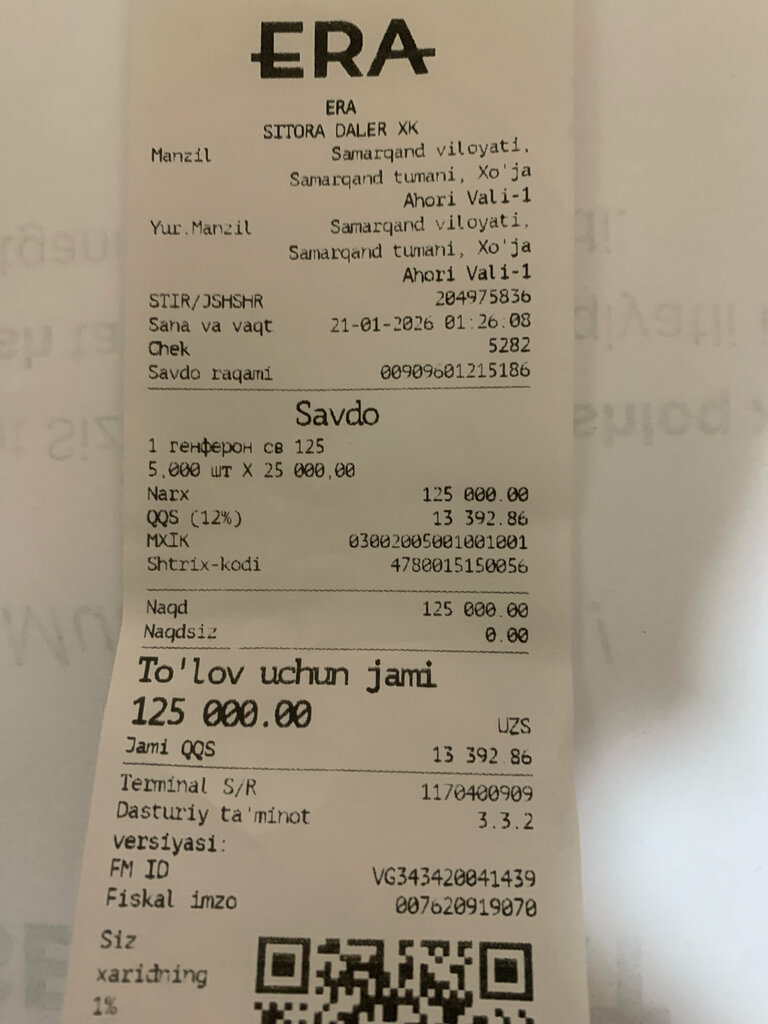 ERA
ERA
SITORA DALER XK
Manzil Samarqand viloyati,
Samarqand tumani, Xo'ja
Ahori Vali-1
Yur.Manzil Samarqand viloyati,
Samarqand tumani, Xo'ja
Ahori Vali-1
STIR/JSHSHR 204975836
Sana va vaqt 21-01-2026 01:26:08
Chek 5282
Savdo raqami 00909601215186
Savdo
1 генферон св 125
5,000 шт X 25 000,00
Narx 125 000.00
QQS (12%) 13 392.86
MXIK 03002005001001001
Shtrix-kodi 4780015150056
Naqd 125 000.00
Naqdsiz 0.00
To'lov uchun jami
125 000.00 UZS
Jami QQS 13 392.86
Terminal S/R 1170400909
Dasturiy ta'minot 3.3.2
versiyasi:
FM ID VG343420041439
Fiskal imzo 007620919070
Siz
xaridning
1%